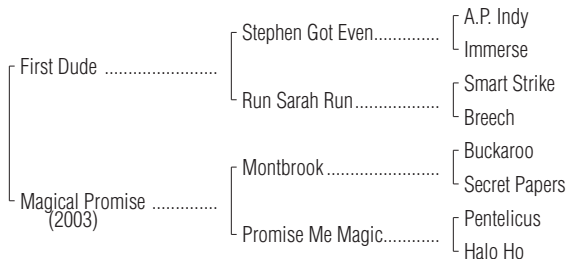 A.P. Indy
Stephen Got Even..............
Immerse
First Dude ........................
Smart Strike
Run Sarah Run..................
Breech
Buckaroo
Montbrook ........................
Secret Papers
Magical Promise ..............
(2003)
Pentelicus
Promise Me Magic............
Halo Ho